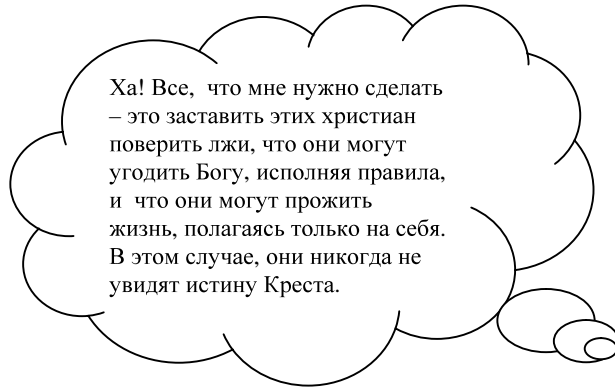 Ха! Все,  что мне нужно сделать
– это заставить этих христиан
поверить лжи, что они могут
угодить Богу, исполняя правила,
и  что они могут прожить
жизнь, полагаясь только на себя.
В этом случае, они никогда не
увидят истину Креста.